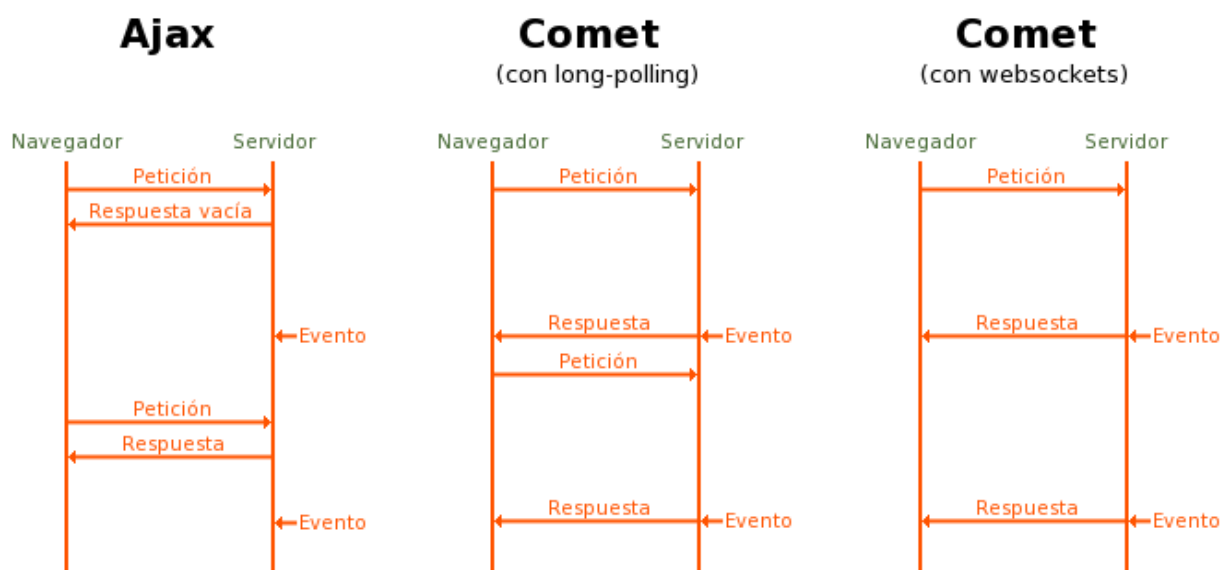 Ajax
Navegador Servidor
Petición
Respuesta vacía
Evento
Petición
Respuesta
Evento
Comet
(con long-polling)
Navegador Servidor
Petición
Respuesta Evento
Petición
Respuesta Evento
Comet
(con websockets)
Navegador Servidor
Petición
Respuesta Evento
Respuesta Evento